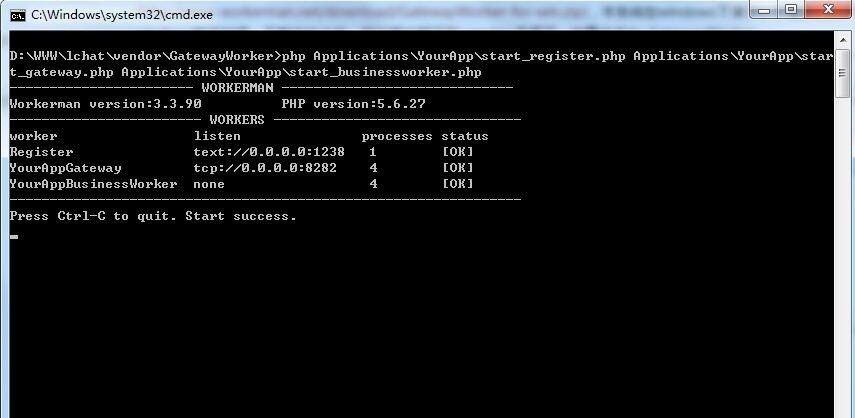 C:\Windows\system32\cmd.exe
D:\WWW\lchat\vendor\GatewayWorker>php Applications\YourApp\start_register.php Applications\YourApp\star
t_gateway.php Applications\YourApp\start_businessworker.php
----------------------- WORKERMAN -----------------------------
Workerman version:3.3.90          PHP version:5.6.27
------------------------ WORKERS -------------------------------
worker                 listen               processes status
Register               text://0.0.0.0:1238   1        [OK]
YourAppGateway         tcp://0.0.0.0:8282    4        [OK]
YourAppBusinessWorker  none                  4        [OK]
----------------------------------------------------------------
Press Ctrl-C to quit. Start success.